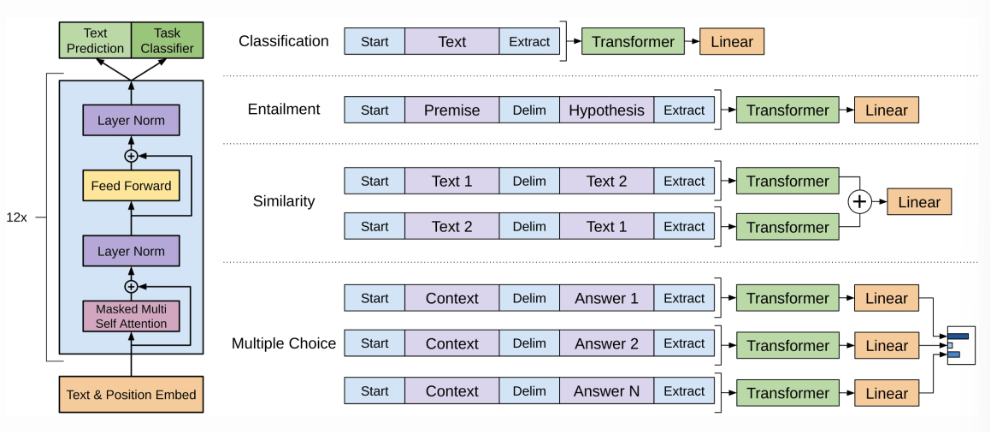 Text Prediction
Task Classifier
Layer Norm
Feed Forward
12x
Layer Norm
Masked Multi
Self Attention
Text & Position Embed
Classification
Start Text Extract Transformer Linear
Entailment
Start Premise Delim Hypothesis Extract Transformer Linear
Similarity
Start Text 1 Delim Text 2 Extract Transformer
Linear
Start Text 2 Delim Text 1 Extract Transformer
Multiple Choice
Start Context Delim Answer 1 Extract Transformer Linear
Start Context Delim Answer 2 Extract Transformer Linear
Start Context Delim Answer N Extract Transformer Linear